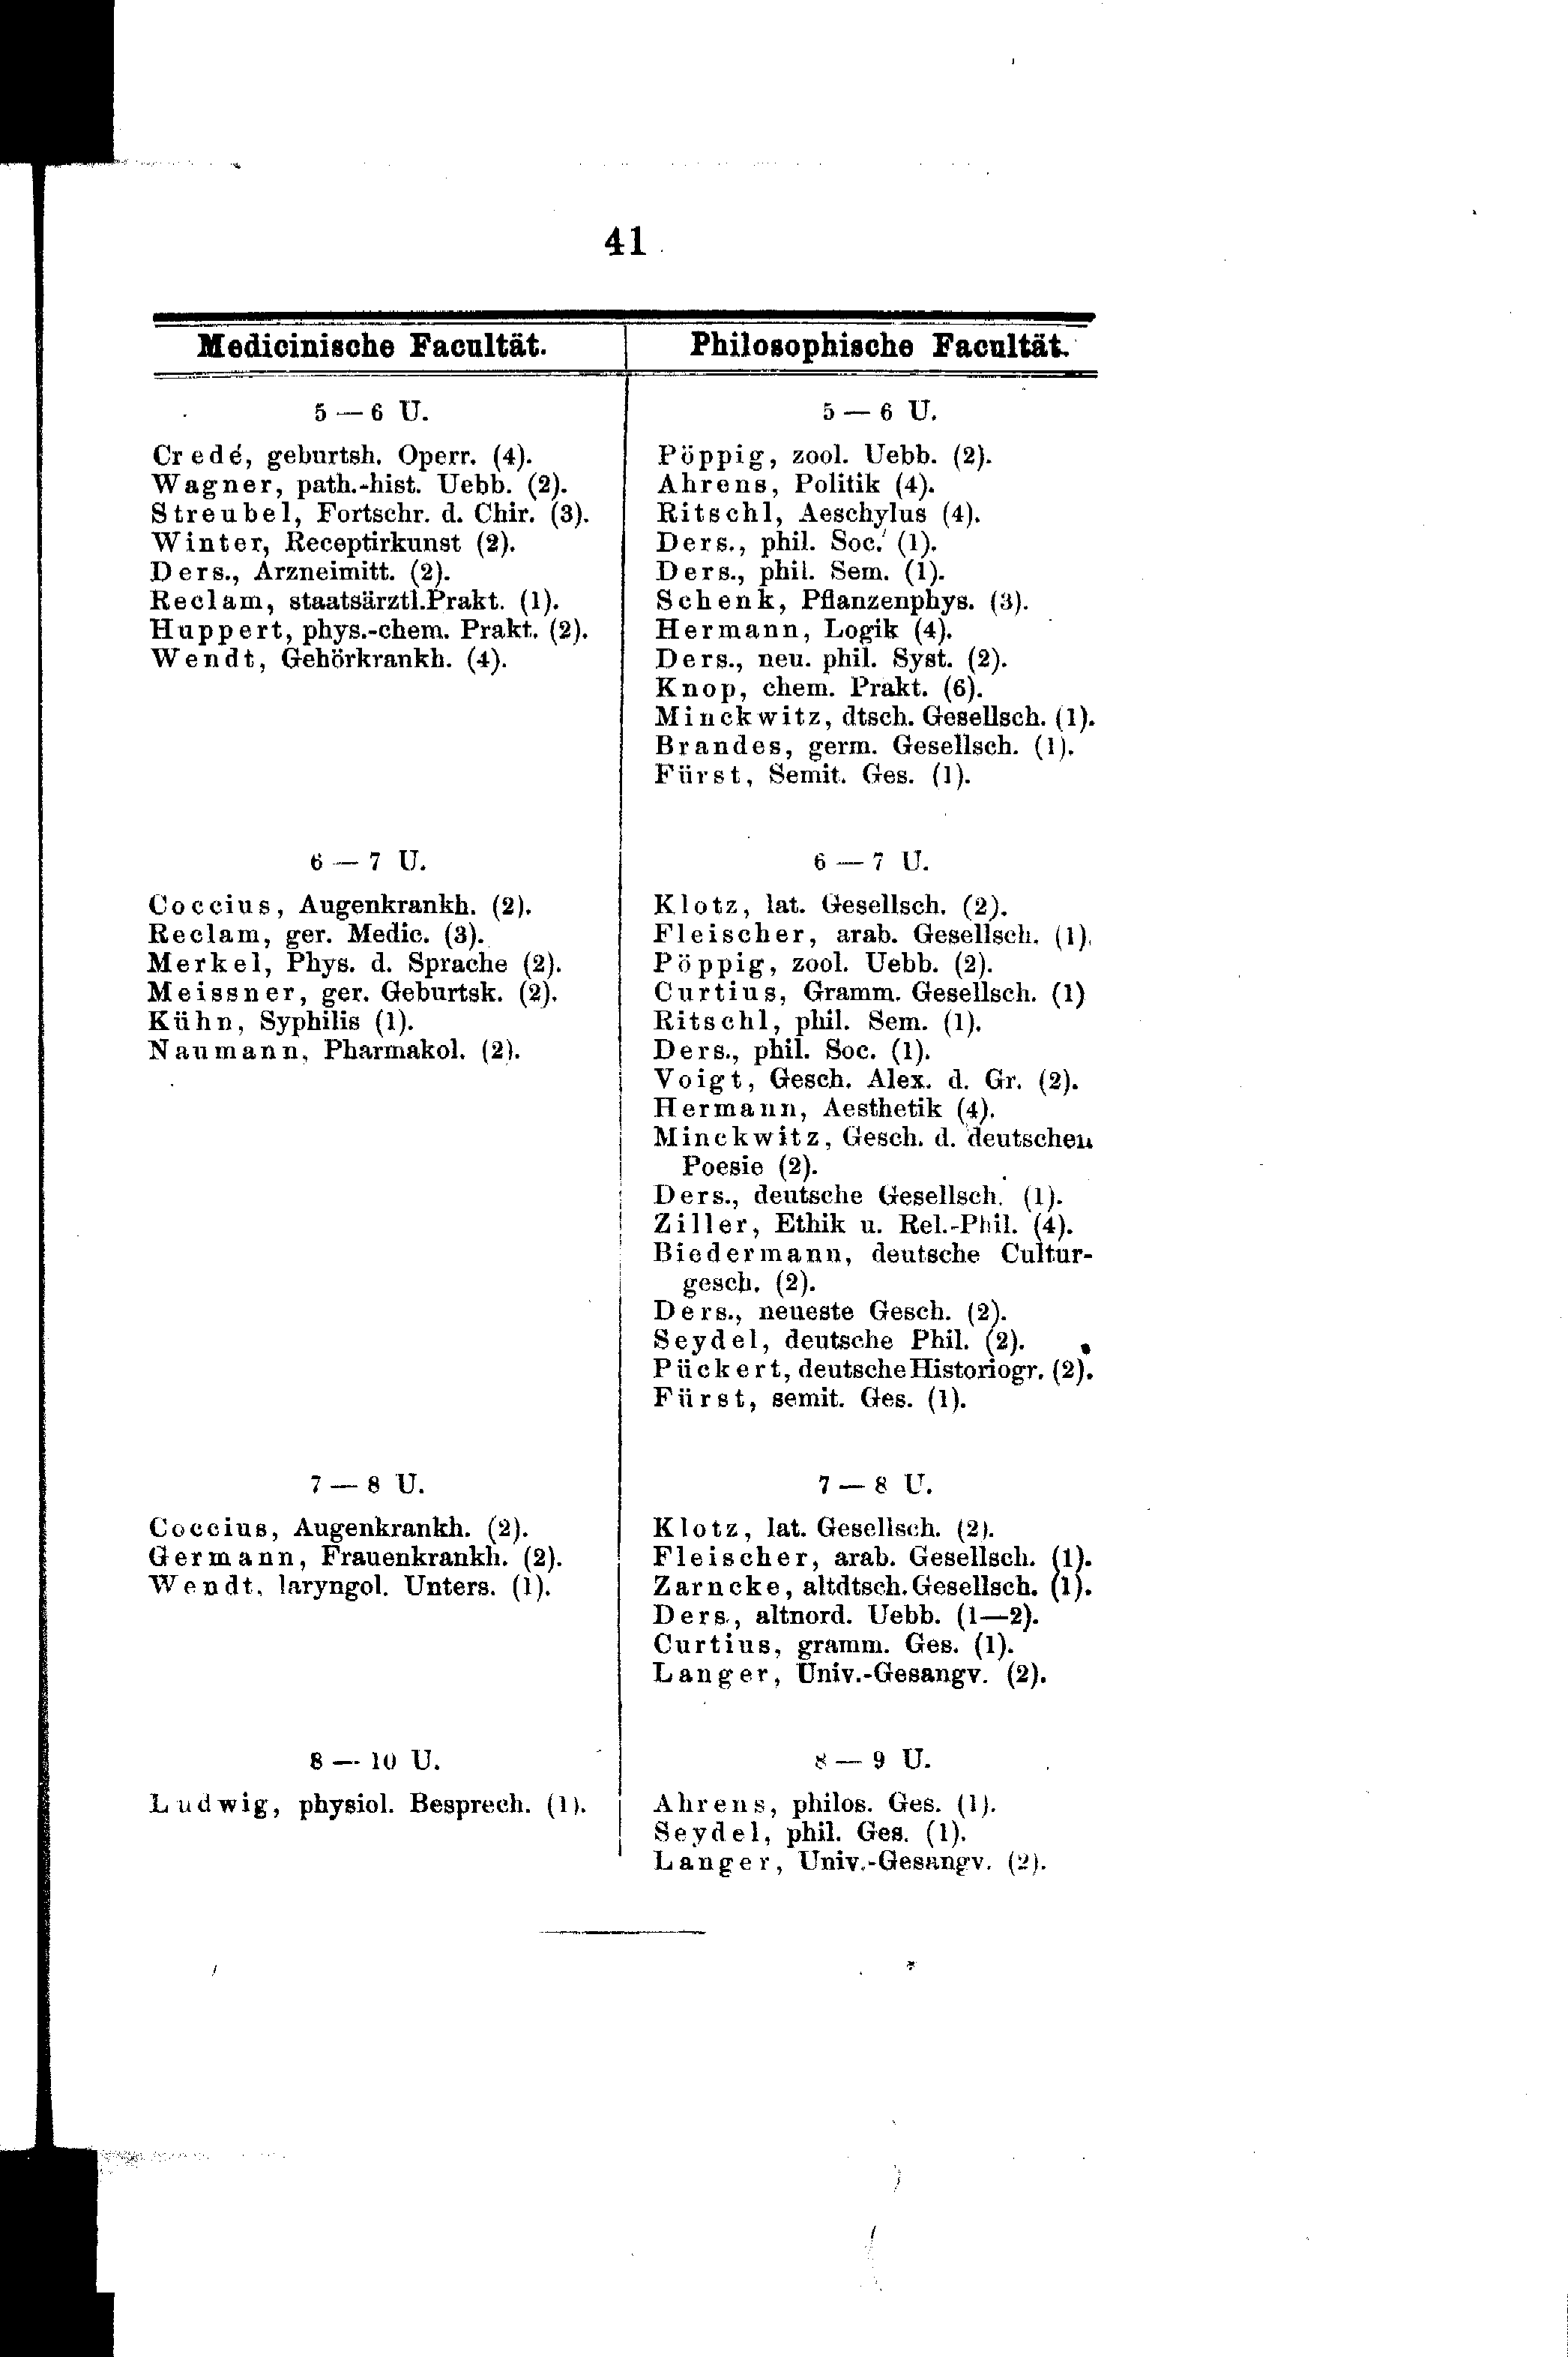 41
Medicinische Facultät.
5 — 6 U.
Credé, geburtsh. Operr. (4).
Wagner, path.-hist. Uebb. (2).
Streubel, Fortschr. d. Chir. (3).
Winter, Receptirkunst (2).
Ders., Arzneimitt. (2).
Reclam, staatsärztl. Prakt. (1).
Huppert, phys.-chem. Prakt. (2).
Wendt, Gehörkrankh. (4).
6 — 7 U.
Coccius, Augenkrankh. (2).
Reclam, ger. Medic. (3).
Merkel, Phys. d. Sprache (2).
Meissner, ger. Geburtsk. (2).
Kühn, Syphilis (1).
Naumann, Pharmakol. (2).
7 — 8 U.
Coccius, Augenkrankh. (2).
Germann, Frauenkrankh. (2).
Wendt, laryngol. Unters. (1).
8 — 10 U.
Ludwig, physiol. Besprech. (1).
Philosophische Facultät.
5 — 6 U.
Pöppig, zool. Uebb. (2).
Ahrens, Politik (4).
Ritschl, Aeschylus (4).
Ders., phil. Soc. (1).
Ders., phil. Sem. (1).
Schenk, Pflanzenphys. (3).
Hermann, Logik (4).
Ders., neu. phil. Syst. (2).
Knop, chem. Prakt. (6).
Minckwitz, dtsch. Gesellsch. (1).
Brandes, germ. Gesellsch. (1).
Fürst, Semit. Ges. (1).
6 — 7 U.
Klotz, lat. Gesellsch. (2).
Fleischer, arab. Gesellsch. (1).
Pöppig, zool. Uebb. (2).
Curtius, Gramm. Gesellsch. (1)
Ritschl, phil. Sem. (1).
Ders., phil. Soc. (1).
Voigt, Gesch. Alex. d. Gr. (2).
Hermann, Aesthetik (4).
Minckwitz, Gesch. d. deutschen
Poesie (2).
Ders., deutsche Gesellsch. (1).
Ziller, Ethik u. Rel.-Phil. (4).
Biedermann, deutsche Cultur-
gesch. (2).
Ders., neueste Gesch. (2).
Seydel, deutsche Phil. (2).
Pückert, deutsche Historiogr. (2).
Fürst, semit. Ges. (1).
7 — 8 U.
Klotz, lat. Gesellsch. (2).
Fleischer, arab. Gesellsch. (1).
Zarncke, altdtsch. Gesellsch. (1).
Ders., altnord. Uebb. (1—2).
Curtius, gramm. Ges. (1).
Langer, Univ.-Gesangv. (2).
8 — 9 U.
Ahrens, philos. Ges. (1).
Seydel, phil. Ges. (1).
Langer, Univ.-Gesangv. (2).